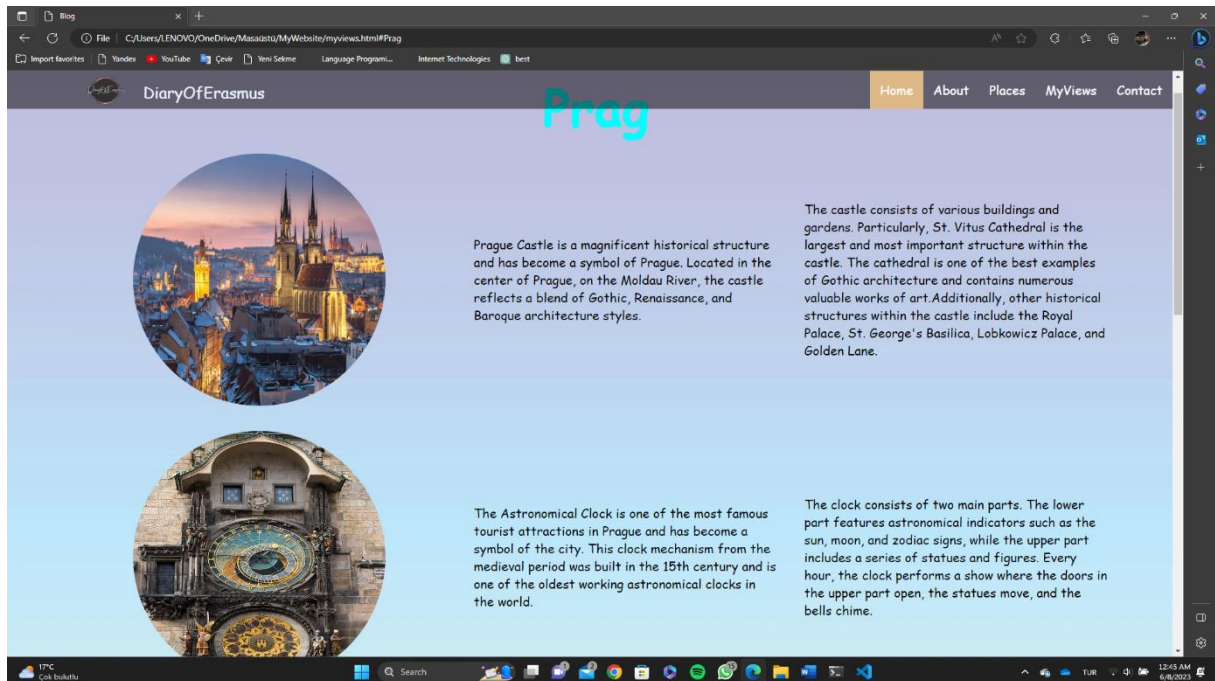 Blog
File C:/Users/LENOVO/OneDrive/Masaüstü/MyWebsite/myviews.html#Prag
Import favorites Yandex YouTube Çevir Yeni Sekme Language Programi... Internet Technologies best
DiaryOfErasmus Home About Places MyViews Contact
Prag
Prague Castle is a magnificent historical structure
and has become a symbol of Prague. Located in the
center of Prague, on the Moldau River, the castle
reflects a blend of Gothic, Renaissance, and
Baroque architecture styles.
The castle consists of various buildings and
gardens. Particularly, St. Vitus Cathedral is the
largest and most important structure within the
castle. The cathedral is one of the best examples
of Gothic architecture and contains numerous
valuable works of art.Additionally, other historical
structures within the castle include the Royal
Palace, St. George's Basilica, Lobkowicz Palace, and
Golden Lane.
The Astronomical Clock is one of the most famous
tourist attractions in Prague and has become a
symbol of the city. This clock mechanism from the
medieval period was built in the 15th century and is
one of the oldest working astronomical clocks in
the world.
The clock consists of two main parts. The lower
part features astronomical indicators such as the
sun, moon, and zodiac signs, while the upper part
includes a series of statues and figures. Every
hour, the clock performs a show where the doors in
the upper part open, the statues move, and the
bells chime.
17°C
Çok bulutlu
Search
TUR
12:45 AM
6/8/2023